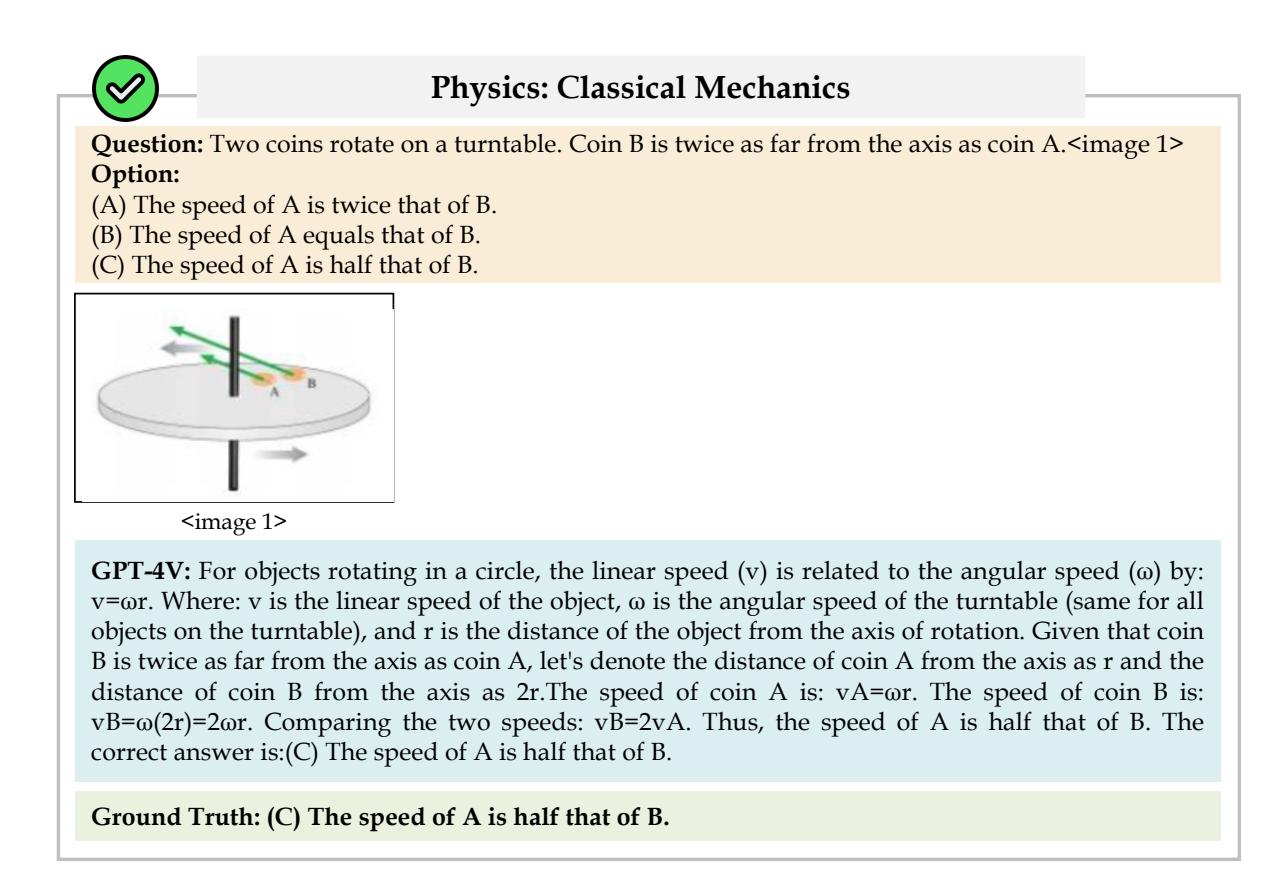 Physics: Classical Mechanics
Question: Two coins rotate on a turntable. Coin B is twice as far from the axis as coin A.<image 1>
Option:
(A) The speed of A is twice that of B.
(B) The speed of A equals that of B.
(C) The speed of A is half that of B.
A
B
<image 1>
GPT-4V: For objects rotating in a circle, the linear speed (v) is related to the angular speed (ω) by:
v=ωr. Where: v is the linear speed of the object, ω is the angular speed of the turntable (same for all
objects on the turntable), and r is the distance of the object from the axis of rotation. Given that coin
B is twice as far from the axis as coin A, let's denote the distance of coin A from the axis as r and the
distance of coin B from the axis as 2r.The speed of coin A is: vA=ωr. The speed of coin B is:
vB=ω(2r)=2ωr. Comparing the two speeds: vB=2vA. Thus, the speed of A is half that of B. The
correct answer is:(C) The speed of A is half that of B.
Ground Truth: (C) The speed of A is half that of B.